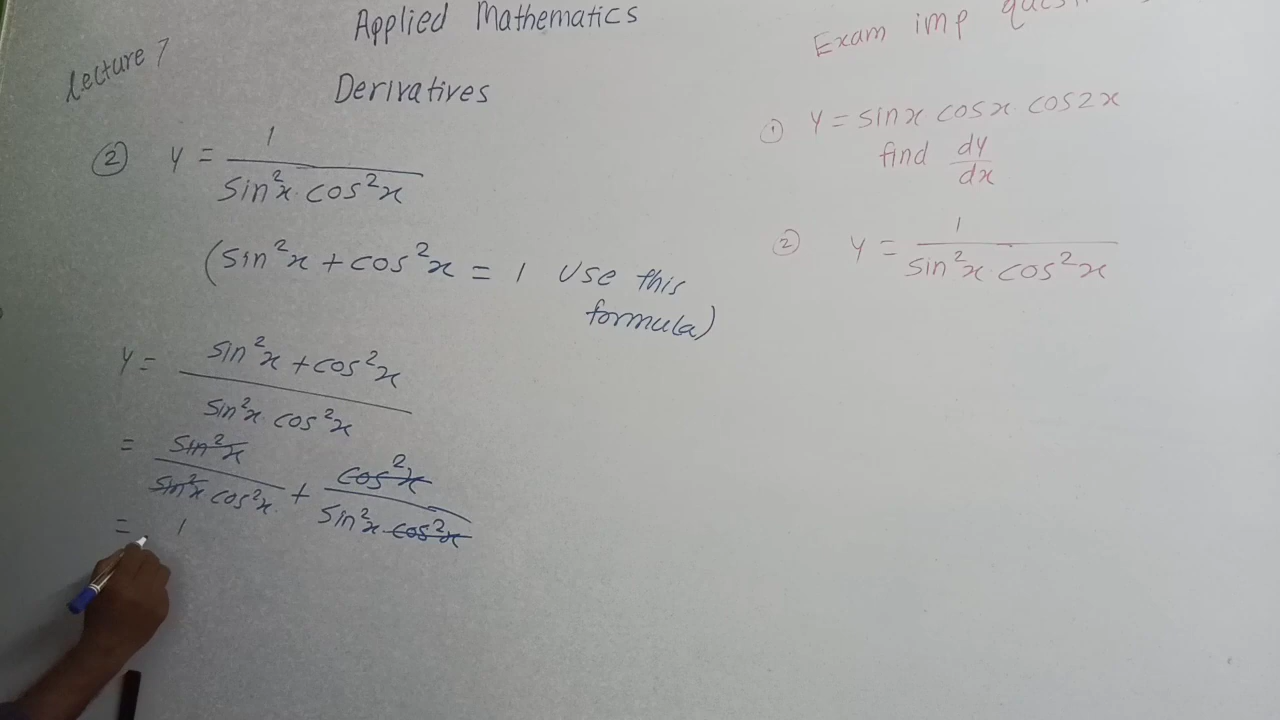 Lecture 7
Applied Mathematics
Derivatives
② y = 1 / sin²x · cos²x
(sin²x + cos²x = 1 Use this
formula)
y = sin²x + cos²x / sin²x · cos²x
= sin²x / sin²x cos²x + cos²x / sin²x · cos²x
= 1
Exam imp
① y = sinx cosx · cos2x
find dy/dx
② y = 1 / sin²x · cos²x